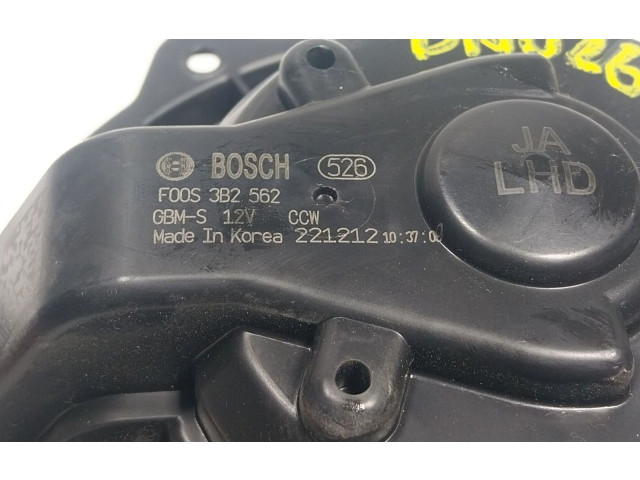 BOSCH 526
F00S 3B2 562
GBM-S 12V CCW
Made In Korea 221212 10:37:0
JA
LHD